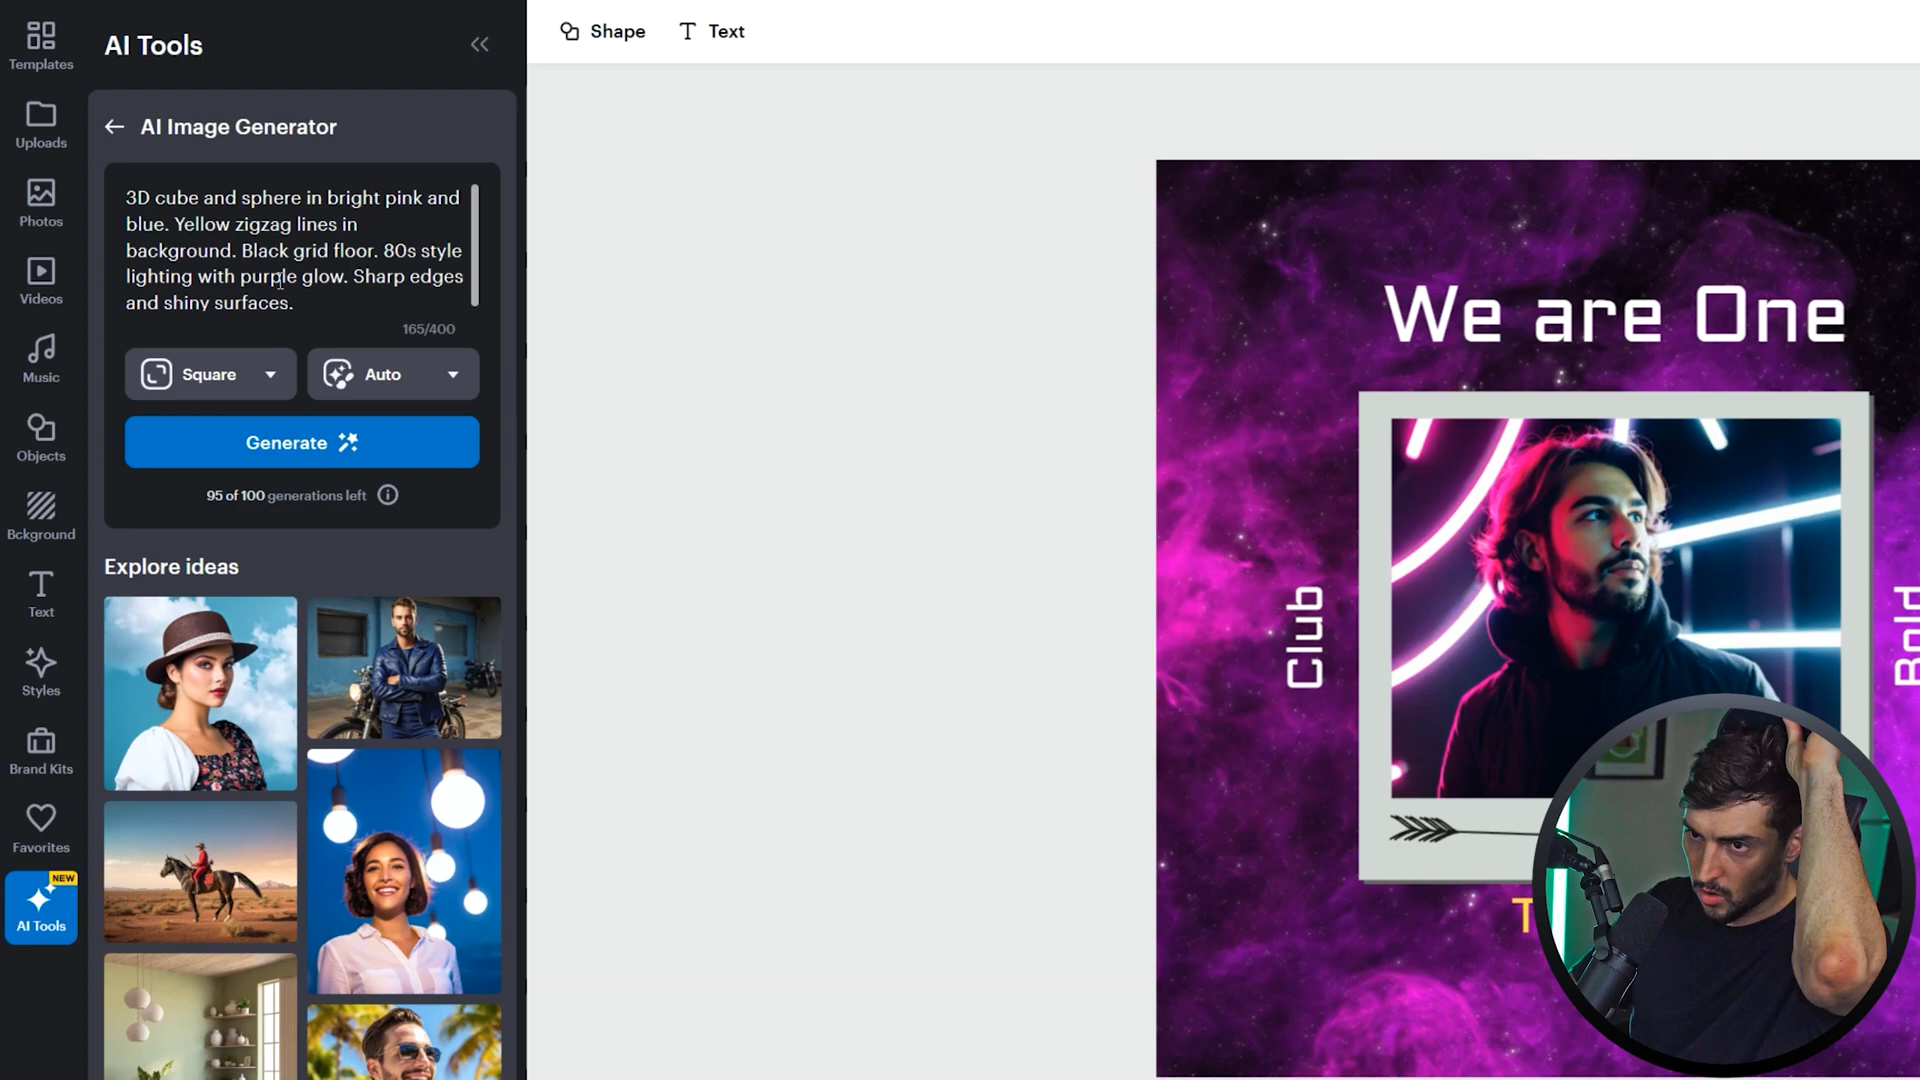 Templates
Uploads
Photos
Videos
Music
Objects
Bckground
Text
Styles
Brand Kits
Favorites
NEW
AI Tools
AI Tools
AI Image Generator
3D cube and sphere in bright pink and
blue. Yellow zigzag lines in
background. Black grid floor. 80s style
lighting with purple glow. Sharp edges
and shiny surfaces.
165/400
Square
Auto
Generate
95 of 100 generations left
Explore ideas
Shape
Text
We are One
Club
Bold
T